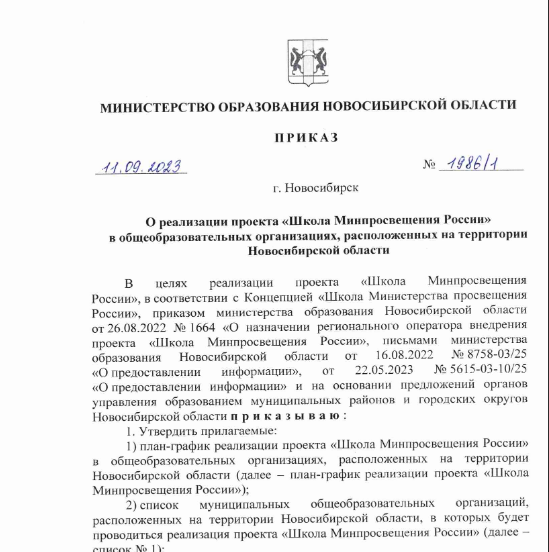 МИНИСТЕРСТВО ОБРАЗОВАНИЯ НОВОСИБИРСКОЙ ОБЛАСТИ
ПРИКАЗ
11.09.2023 № 1986/1
г. Новосибирск
О реализации проекта «Школа Минпросвещения России»
в общеобразовательных организациях, расположенных на территории
Новосибирской области
В целях реализации проекта «Школа Минпросвещения
России», в соответствии с Концепцией «Школа Министерства просвещения
России», приказом министерства образования Новосибирской области
от 26.08.2022 № 1664 «О назначении регионального оператора внедрения
проекта «Школа Минпросвещения России», письмами министерства
образования Новосибирской области от 16.08.2022 № 8758-03/25
«О предоставлении информации», от 22.05.2023 № 5615-03-10/25
«О предоставлении информации» и на основании предложений органов
управления образованием муниципальных районов и городских округов
Новосибирской области приказываю:
1. Утвердить прилагаемые:
1) план-график реализации проекта «Школа Минпросвещения России»
в общеобразовательных организациях, расположенных на территории
Новосибирской области (далее – план-график реализации проекта «Школа
Минпросвещения России»);
2) список муниципальных общеобразовательных организаций,
расположенных на территории Новосибирской области, в которых будет
проводиться реализация проекта «Школа Минпросвещения России» (далее –
список № 1);